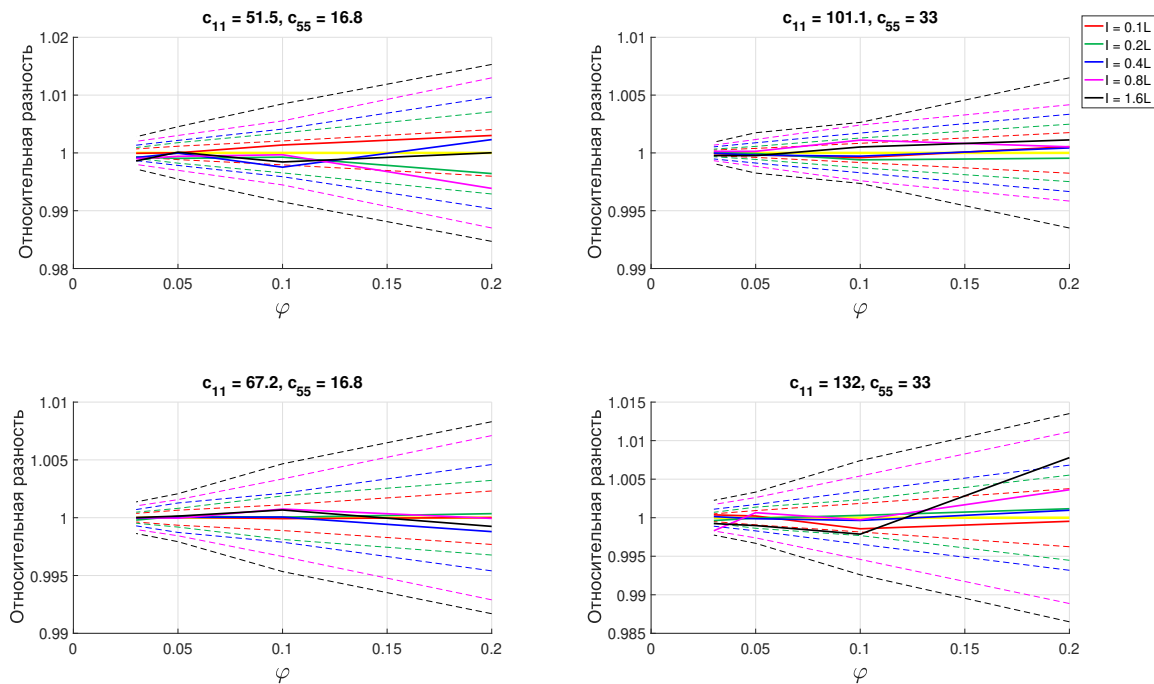 c11 = 51.5, c55 = 16.8
1.02
1.01
1
0.99
0.98
0
0.05
0.1
0.15
0.2
Относительная разность
φ
c11 = 101.1, c55 = 33
1.01
1.005
1
0.995
0.99
0
0.05
0.1
0.15
0.2
Относительная разность
φ
l = 0.1L
l = 0.2L
l = 0.4L
l = 0.8L
l = 1.6L
c11 = 67.2, c55 = 16.8
1.01
1.005
1
0.995
0.99
0
0.05
0.1
0.15
0.2
Относительная разность
φ
c11 = 132, c55 = 33
1.015
1.01
1.005
1
0.995
0.99
0.985
0
0.05
0.1
0.15
0.2
Относительная разность
φ